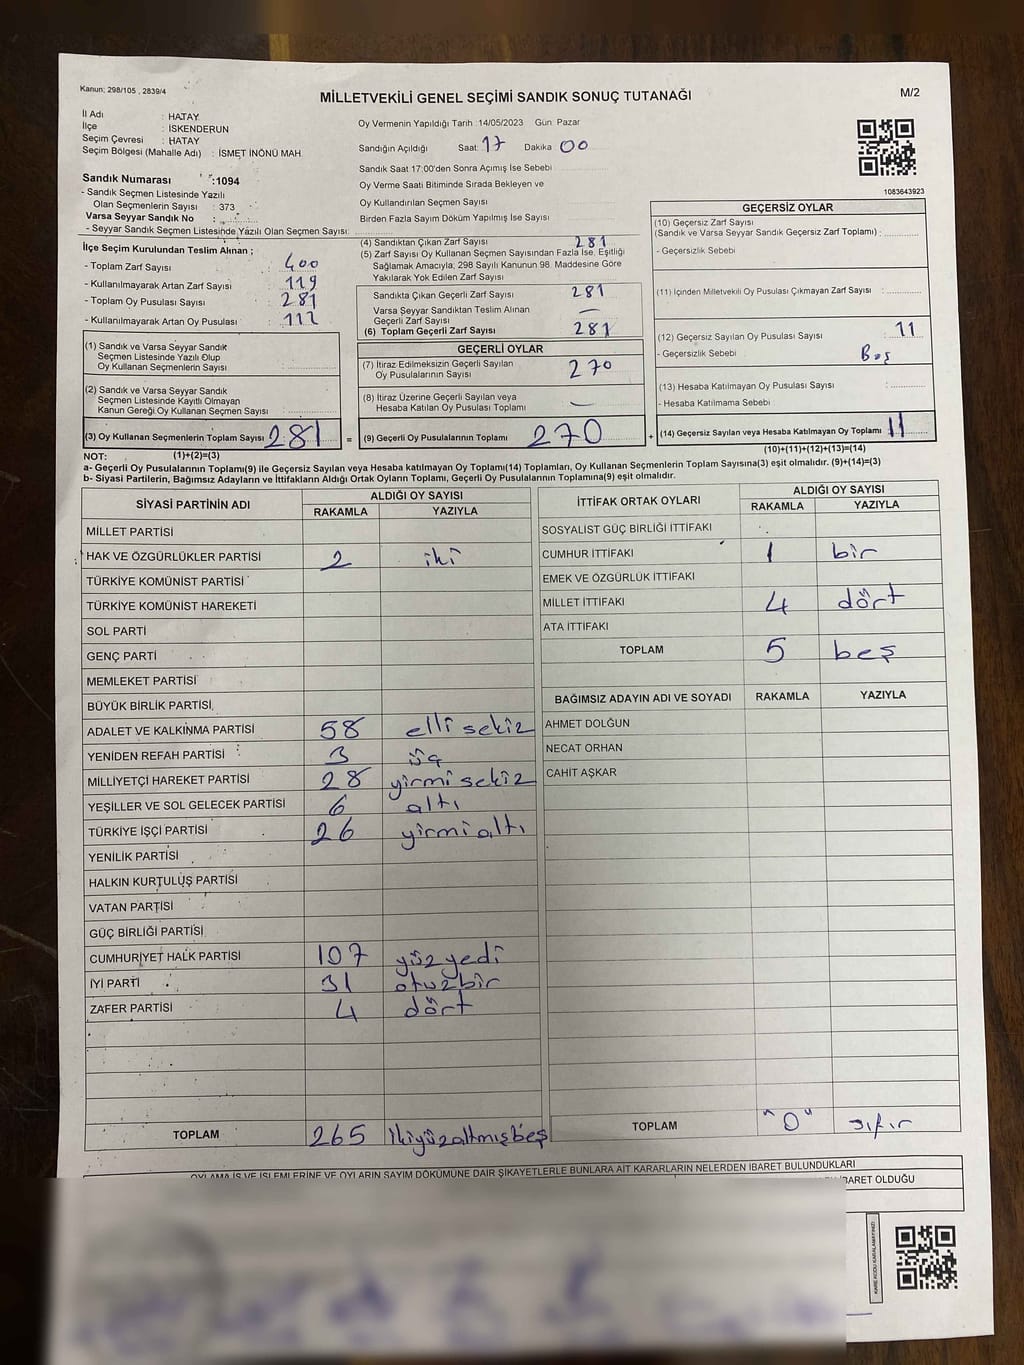 Kanun; 298/105 , 2839/4
MİLLETVEKİLİ GENEL SEÇİMİ SANDIK SONUÇ TUTANAĞI
M/2
İl Adı : HATAY
İlçe : İSKENDERUN
Seçim Çevresi : HATAY
Seçim Bölgesi (Mahalle Adı) : İSMET İNÖNÜ MAH.
Sandık Numarası :1094
- Sandık Seçmen Listesinde Yazılı
Olan Seçmenlerin Sayısı : 373
Varsa Seyyar Sandık No :
- Seyyar Sandık Seçmen Listesinde Yazılı Olan Seçmen Sayısı:
Oy Vermenin Yapıldığı Tarih :14/05/2023 Gün: Pazar
Sandığın Açıldığı Saat 17 Dakika 00
Sandık Saat 17:00'den Sonra Açımış İse Sebebi
Oy Verme Saati Bitiminde Sırada Bekleyen ve
Oy Kullandırılan Seçmen Sayısı
Birden Fazla Sayım Döküm Yapılmış İse Sayısı
1083643923
İlçe Seçim Kurulundan Teslim Alınan ;
- Toplam Zarf Sayısı : 400
- Kullanılmayarak Artan Zarf Sayısı : 119
- Toplam Oy Pusulası Sayısı : 281
- Kullanılmayarak Artan Oy Pusulası : 112
(1) Sandık ve Varsa Seyyar Sandık
Seçmen Listesinde Yazılı Olup
Oy Kullanan Seçmenlerin Sayısı
(2) Sandık ve Varsa Seyyar Sandık
Seçmen Listesinde Kayıtlı Olmayan
Kanun Gereği Oy Kullanan Seçmen Sayısı
(3) Oy Kullanan Seçmenlerin Toplam Sayısı 281
(1)+(2)=(3)
(4) Sandıktan Çıkan Zarf Sayısı 281
(5) Zarf Sayısı Oy Kullanan Seçmen Sayısından Fazla İse, Eşitliği
Sağlamak Amacıyla, 298 Sayılı Kanunun 98. Maddesine Göre
Yakılarak Yok Edilen Zarf Sayısı
Sandıkta Çıkan Geçerli Zarf Sayısı 281
Varsa Seyyar Sandıktan Teslim Alınan
Geçerli Zarf Sayısı —
(6) Toplam Geçerli Zarf Sayısı 281
GEÇERLİ OYLAR
(7) İtiraz Edilmeksizin Geçerli Sayılan
Oy Pusulalarının Sayısı 270
(8) İtiraz Üzerine Geçerli Sayılan veya
Hesaba Katılan Oy Pusulası Toplamı —
= (9) Geçerli Oy Pusulalarının Toplamı 270
GEÇERSİZ OYLAR
(10) Geçersiz Zarf Sayısı
(Sandık ve Varsa Seyyar Sandık Geçersiz Zarf Toplamı) :
- Geçersizlik Sebebi
(11) İçinden Milletvekili Oy Pusulası Çıkmayan Zarf Sayısı :
(12) Geçersiz Sayılan Oy Pusulası Sayısı : 11
- Geçersizlik Sebebi Boş
(13) Hesaba Katılmayan Oy Pusulası Sayısı :
- Hesaba Katılmama Sebebi
+ (14) Geçersiz Sayılan veya Hesaba Katılmayan Oy Toplamı 11
(10)+(11)+(12)+(13)=(14)
NOT:
a- Geçerli Oy Pusulalarının Toplamı(9) ile Geçersiz Sayılan veya Hesaba katılmayan Oy Toplamı(14) Toplamları, Oy Kullanan Seçmenlerin Toplam Sayısına(3) eşit olmalıdır. (9)+(14)=(3)
b- Siyasi Partilerin, Bağımsız Adayların ve İttifakların Aldığı Ortak Oyların Toplamı, Geçerli Oy Pusulalarının Toplamına(9) eşit olmalıdır.
SİYASİ PARTİNİN ADI
ALDIĞI OY SAYISI
RAKAMLA YAZIYLA
MİLLET PARTİSİ
HAK VE ÖZGÜRLÜKLER PARTİSİ 2 iki
TÜRKİYE KOMÜNİST PARTİSİ
TÜRKİYE KOMÜNİST HAREKETİ
SOL PARTİ
GENÇ PARTİ
MEMLEKET PARTİSİ
BÜYÜK BİRLİK PARTİSİ
ADALET VE KALKINMA PARTİSİ 58 elli sekiz
YENİDEN REFAH PARTİSİ 3 üç
MİLLİYETÇİ HAREKET PARTİSİ 28 yirmi sekiz
YEŞİLLER VE SOL GELECEK PARTİSİ 6 altı
TÜRKİYE İŞÇİ PARTİSİ 26 yirmi altı
YENİLİK PARTİSİ
HALKIN KURTULUŞ PARTİSİ
VATAN PARTİSİ
GÜÇ BİRLİĞİ PARTİSİ
CUMHURİYET HALK PARTİSİ 107 yüz yedi
İYİ PARTİ 31 otuzbir
ZAFER PARTİSİ 4 dört
TOPLAM 265 İkiyüzaltmışbeş
İTTİFAK ORTAK OYLARI
ALDIĞI OY SAYISI
RAKAMLA YAZIYLA
SOSYALİST GÜÇ BİRLİĞİ İTTİFAKI
CUMHUR İTTİFAKI 1 bir
EMEK VE ÖZGÜRLÜK İTTİFAKI
MİLLET İTTİFAKI 4 dört
ATA İTTİFAKI
TOPLAM 5 beş
BAĞIMSIZ ADAYIN ADI VE SOYADI RAKAMLA YAZIYLA
AHMET DOLĞUN
NECAT ORHAN
CAHİT AŞKAR
TOPLAM "0" sıfır
OYLAMA İŞ VE İŞLEMLERİNE VE OYLARIN SAYIM DÖKÜMÜNE DAİR ŞİKAYETLERLE BUNLARA AİT KARARLARIN NELERDEN İBARET BULUNDUKLARI
İBARET OLDUĞU